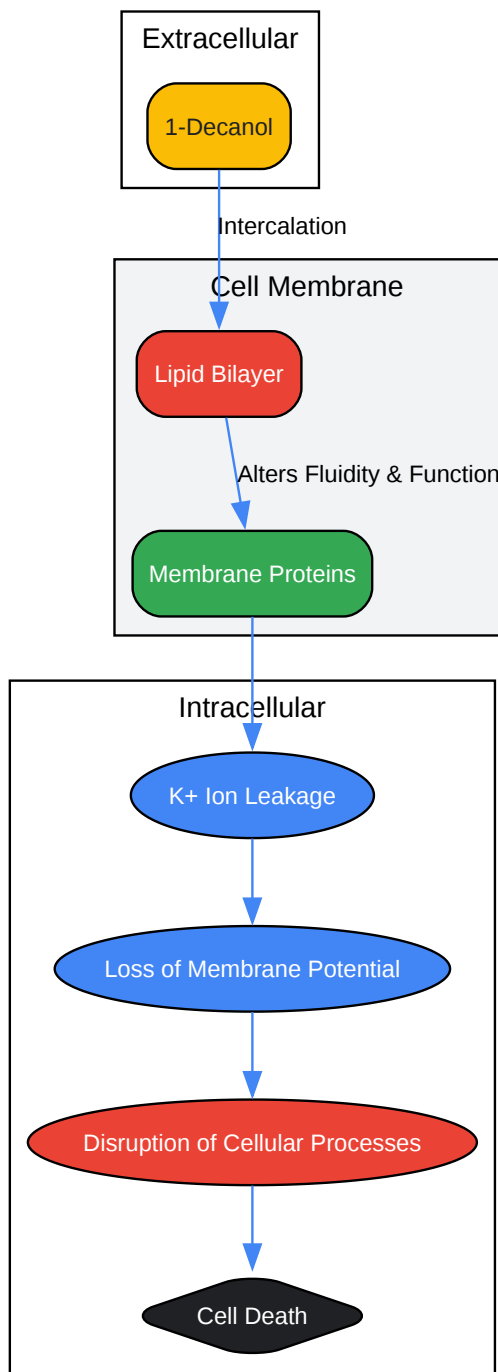 Extracellular
1-Decanol
Intercalation
Cell Membrane
Lipid Bilayer
Alters Fluidity & Function
Membrane Proteins
Intracellular
K+ Ion Leakage
Loss of Membrane Potential
Disruption of Cellular Processes
Cell Death